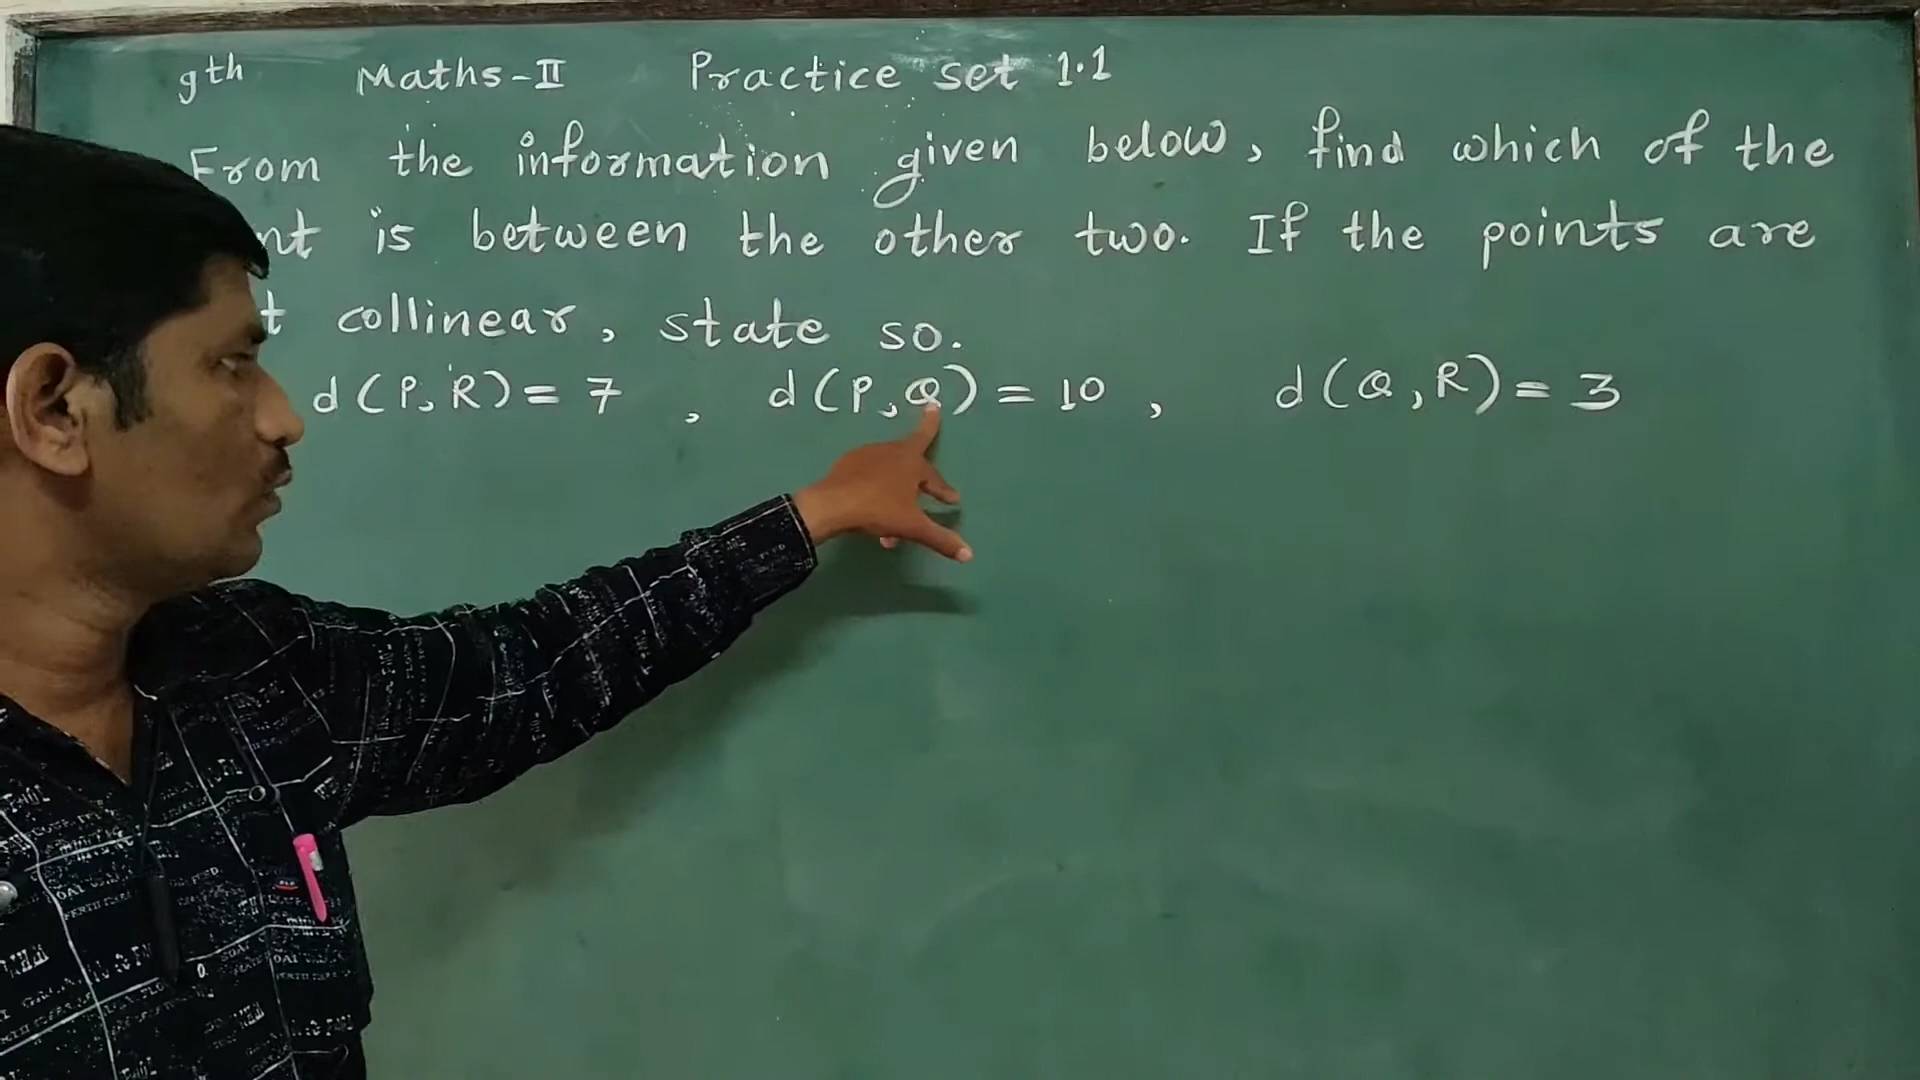 9th Maths-II Practice set 1.1
From the information given below, find which of the
is between the other two. If the points are
collinear, state so.
d(P,R)=7, d(P,Q)=10, d(Q,R)=3